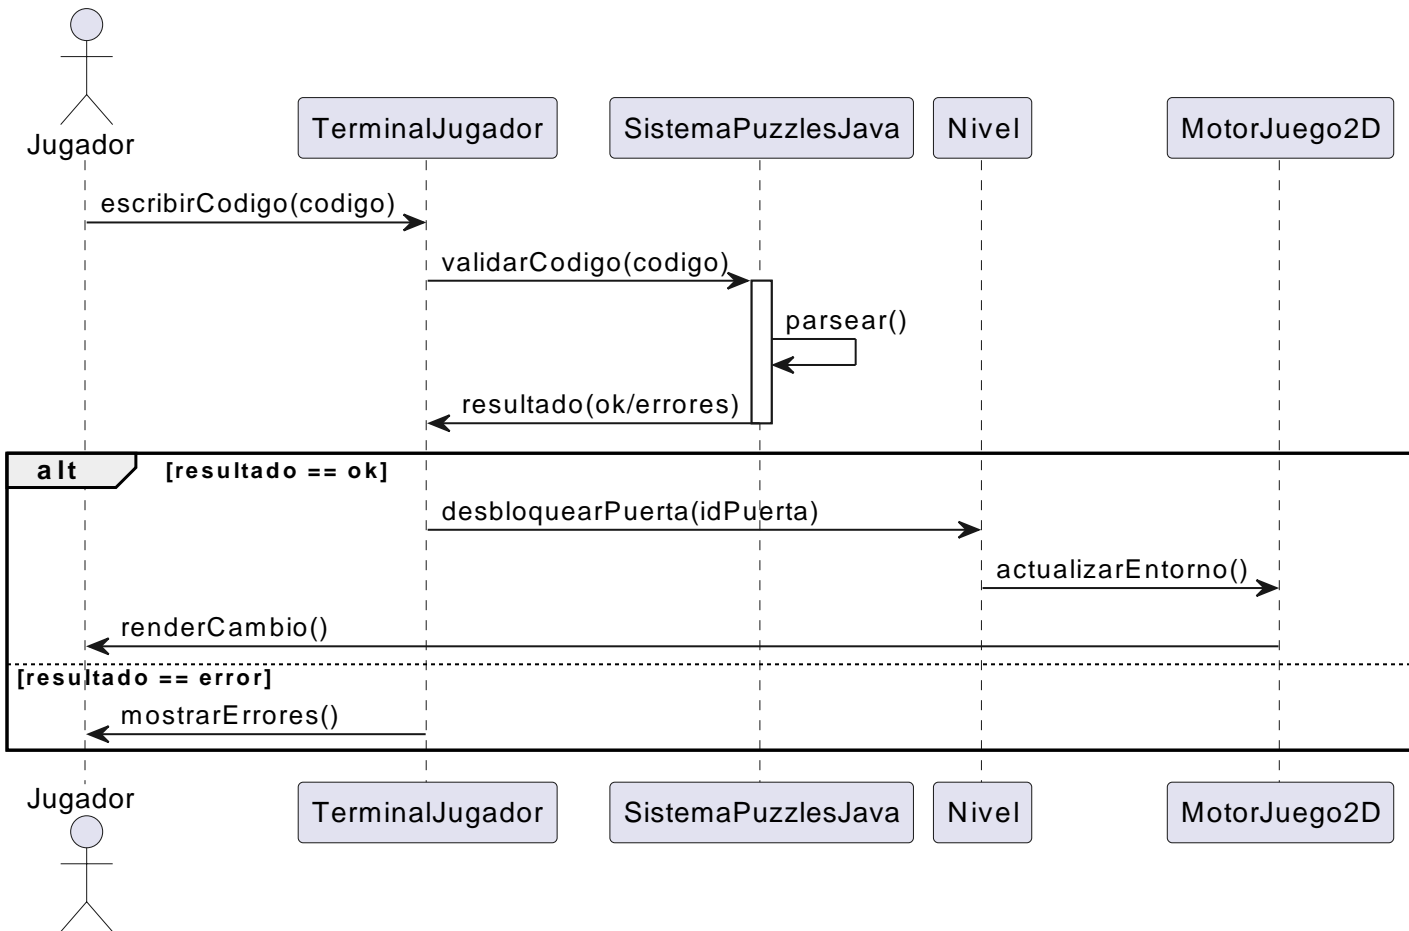 Jugador
TerminalJugador
SistemaPuzzlesJava
Nivel
MotorJuego2D
escribirCodigo(codigo)
validarCodigo(codigo)
parsear()
resultado(ok/errores)
alt
[resultado == ok]
desbloquearPuerta(idPuerta)
actualizarEntorno()
renderCambio()
[resultado == error]
mostrarErrores()
Jugador
TerminalJugador
SistemaPuzzlesJava
Nivel
MotorJuego2D